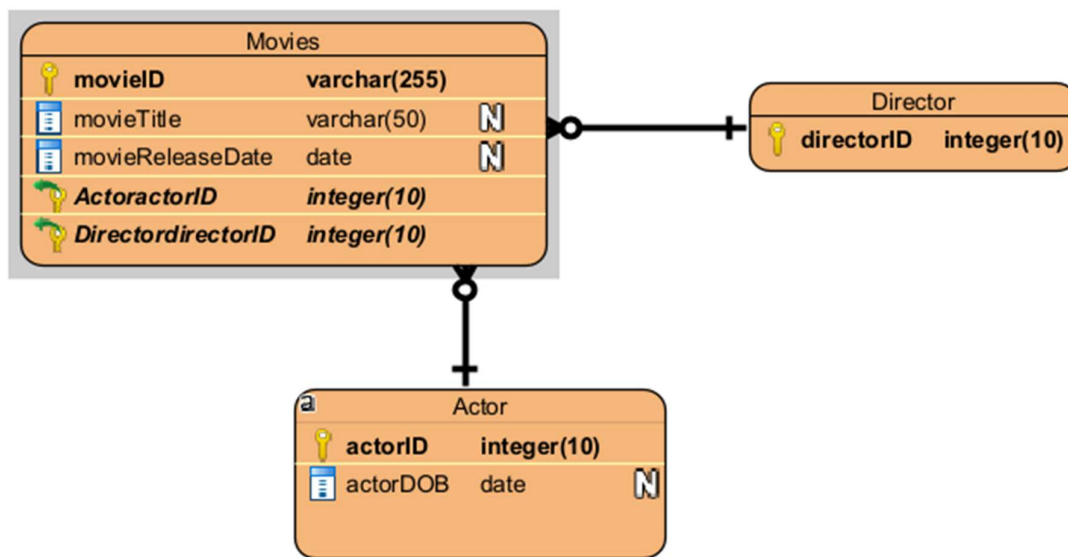 Movies
movieID varchar(255)
movieTitle varchar(50) N
movieReleaseDate date N
ActoractorID integer(10)
DirectordirectorID integer(10)
Director
directorID integer(10)
a
Actor
actorID integer(10)
actorDOB date N